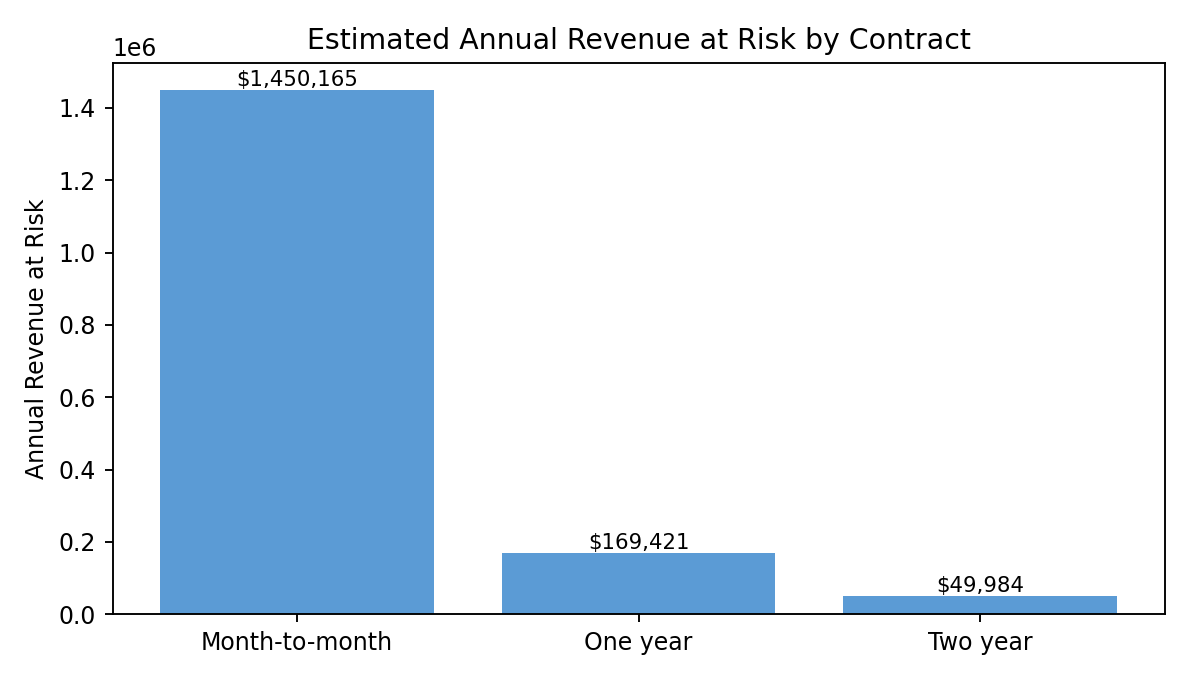 Estimated Annual Revenue at Risk by Contract
1e6
Annual Revenue at Risk
1.4
1.2
1.0
0.8
0.6
0.4
0.2
0.0
$1,450,165
$169,421
$49,984
Month-to-month
One year
Two year